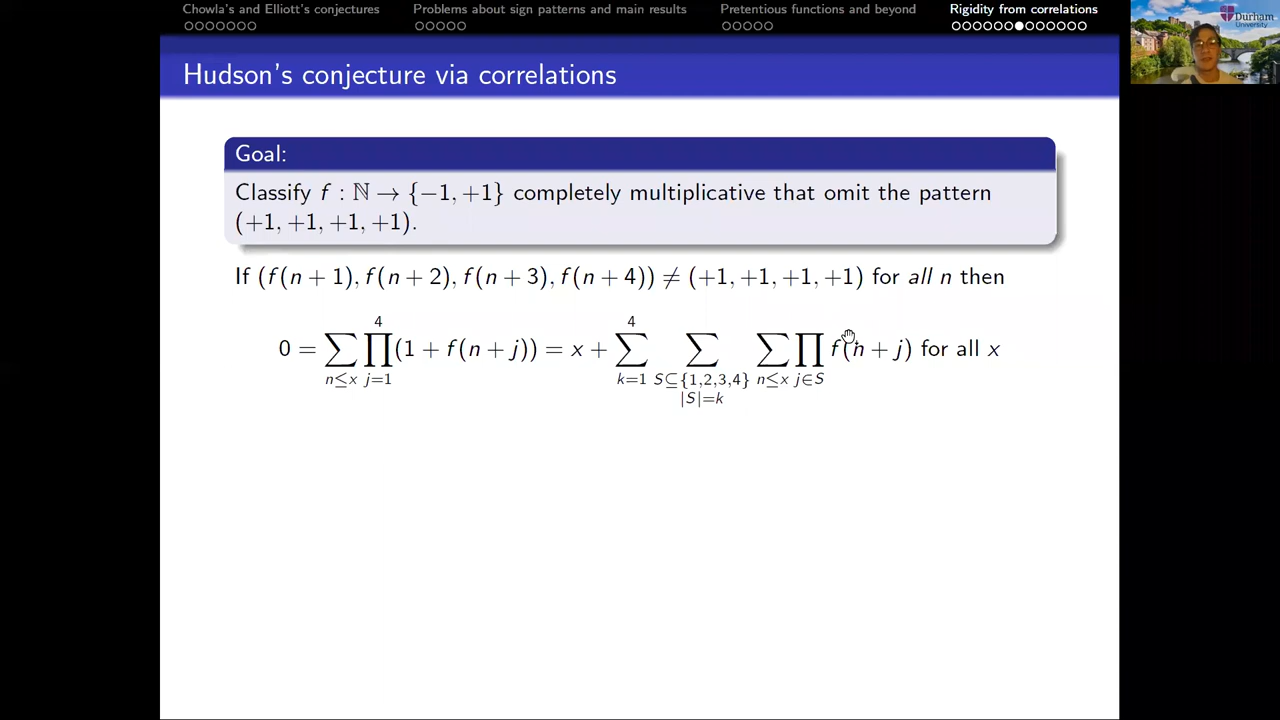 Chowla's and Elliott's conjectures
Problems about sign patterns and main results
Pretentious functions and beyond
Rigidity from correlations
Durham
University
Hudson's conjecture via correlations
Goal:
Classify f : ℕ → {−1, +1} completely multiplicative that omit the pattern
(+1, +1, +1, +1).
If (f(n + 1), f(n + 2), f(n + 3), f(n + 4)) ≠ (+1, +1, +1, +1) for all n then
0 = ∑_{n≤x} ∏_{j=1}^{4} (1 + f(n + j)) = x + ∑_{k=1}^{4} ∑_{S⊆{1,2,3,4} |S|=k} ∑_{n≤x} ∏_{j∈S} f(n + j) for all x